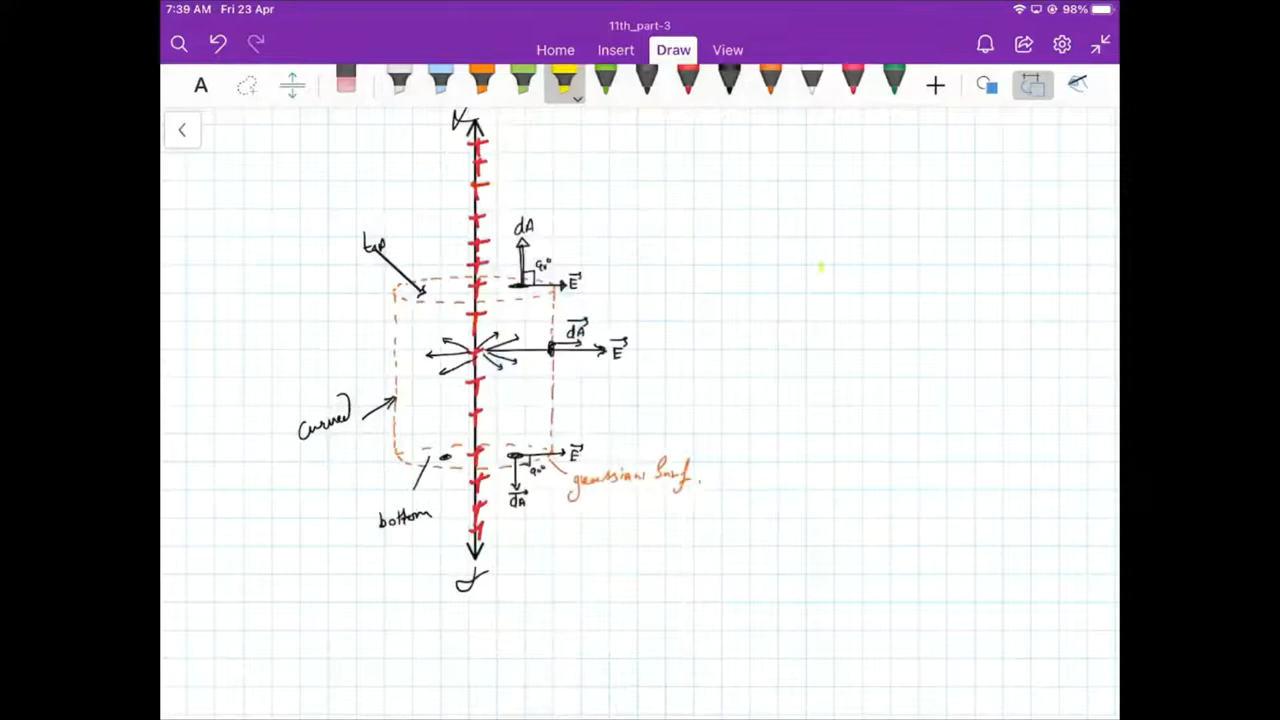 7:39 AM Fri 23 Apr
98%
11th_part-3
Home Insert Draw View
A
dA
top
90°
E
dA
E
curved
E
90°
gaussian Surf.
dA
bottom